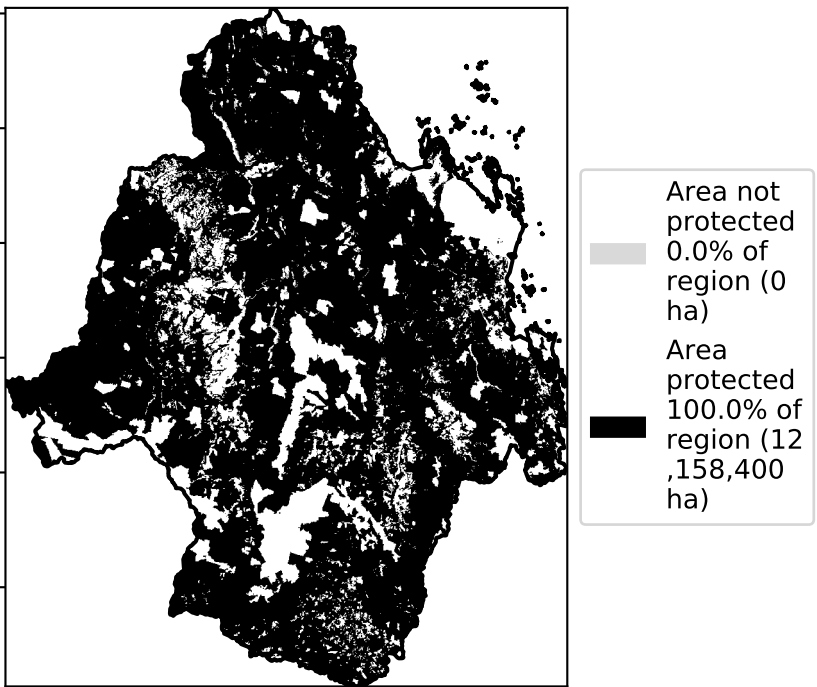 Area not
protected
0.0% of
region (0
ha)
Area
protected
100.0% of
region (12
,158,400
ha)